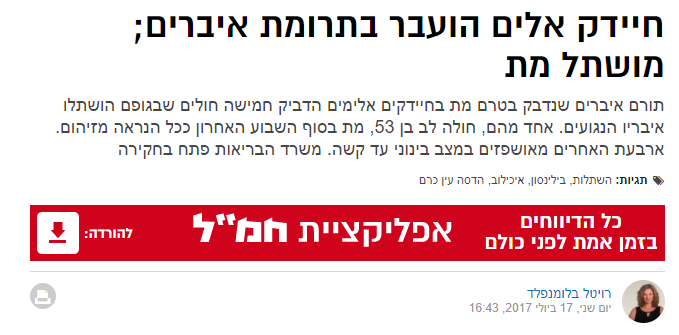 חיידק אלים הועבר בתרומת איברים;
מושתל מת
תורם איברים שנדבק בטרם מת בחיידקים אלימים הדביק חמישה חולים שבגופם הושתלו
איבריו הנגועים. אחד מהם, חולה לב בן 53, מת בסוף השבוע האחרון ככל הנראה מזיהום.
ארבעת האחרים מאושפזים במצב בינוני עד קשה. משרד הבריאות פתח בחקירה
תגיות: השתלות, בילינסון, איכילוב, הדסה עין כרם
כל הדיווחים
בזמן אמת לפני כולם
אפליקציית חמ"ל
להורדה:
רויטל בלומנפלד
יום שני, 17 ביולי 2017, 16:43